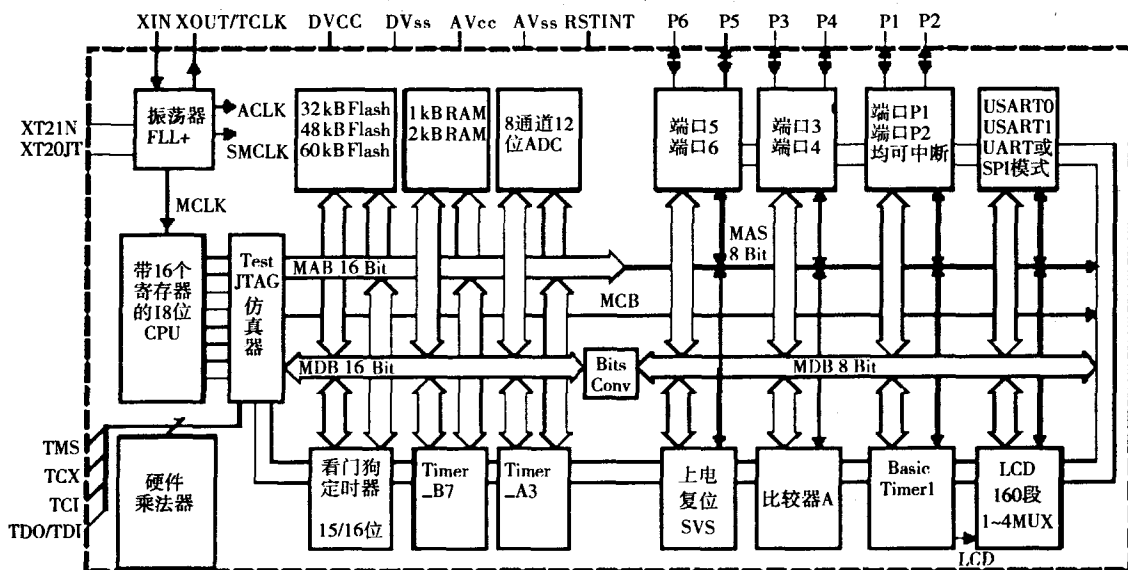 XIN XOUT/TCLK DVCC DVss AVcc AVss RSTINT P6 P5 P3 P4 P1 P2
XT21N
XT20JT
振荡器
FLL+
ACLK
SMCLK
MCLK
32kB Flash
48kB Flash
60kB Flash
1kB RAM
2kB RAM
8通道12
位ADC
端口5
端口6
端口3
端口4
端口P1
端口P2
均可中断
USART0
USART1
UART或
SPI模式
带16个
寄存器
的18位
CPU
Test
JTAG
仿
真
器
MAB 16 Bit
MAS
8 Bit
MCB
MDB 16 Bit
Bits
Conv
MDB 8 Bit
TMS
TCX
TCI
TDO/TDI
硬件
乘法器
看门狗
定时器
15/16位
Timer
_B7
Timer
_A3
上电
复位
SVS
比较器A
Basic
Timer1
LCD
LCD
160段
1~4MUX